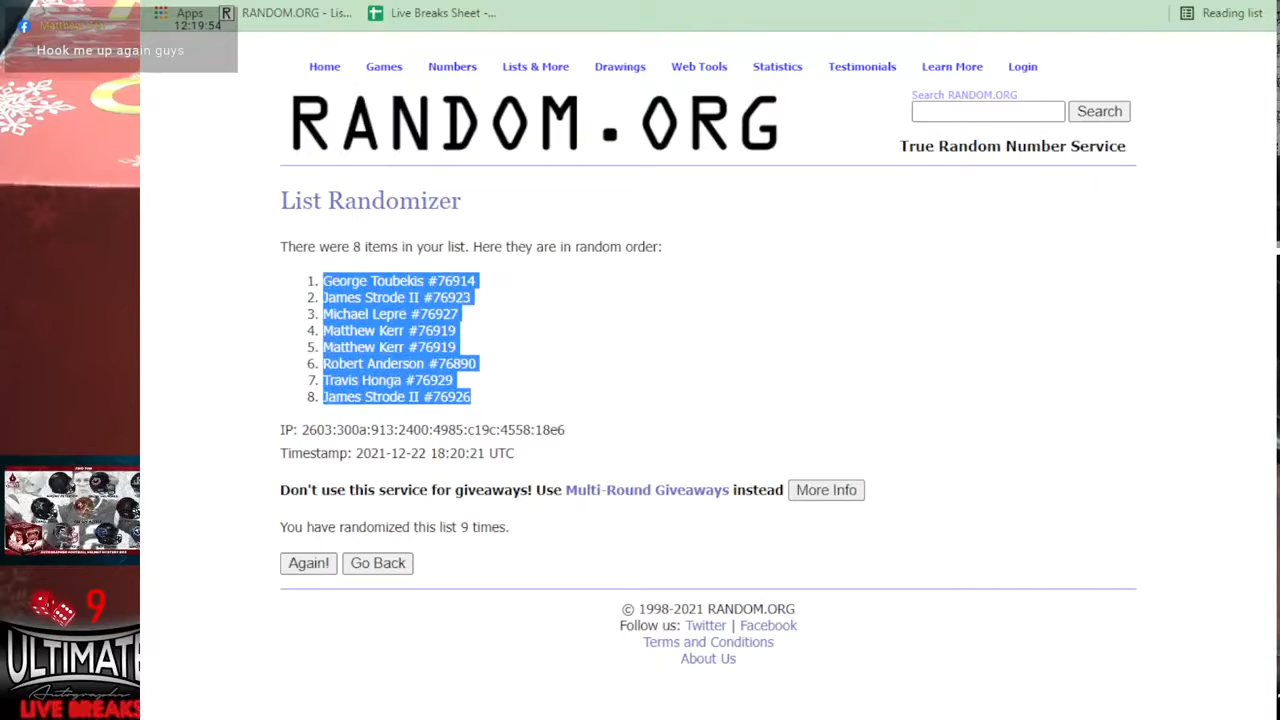 Apps
R
RANDOM.ORG - Lis...
Live Breaks Sheet -...
Reading list
12:19:54
Hook me up again guys
Home
Games
Numbers
Lists & More
Drawings
Web Tools
Statistics
Testimonials
Learn More
Login
RANDOM.ORG
Search RANDOM.ORG
Search
True Random Number Service
List Randomizer
There were 8 items in your list. Here they are in random order:
1. George Toubekis #76914
2. James Strode II #76923
3. Michael Lepre #76927
4. Matthew Kerr #76919
5. Matthew Kerr #76919
6. Robert Anderson #76890
7. Travis Honga #76929
8. James Strode II #76926
IP: 2603:300a:913:2400:4985:c19c:4558:18e6
Timestamp: 2021-12-22 18:20:21 UTC
Don't use this service for giveaways! Use Multi-Round Giveaways instead
More Info
You have randomized this list 9 times.
Again!
Go Back
© 1998-2021 RANDOM.ORG
Follow us: Twitter | Facebook
Terms and Conditions
About Us
9
ULTIMATE
Autographs
LIVE BREAKS